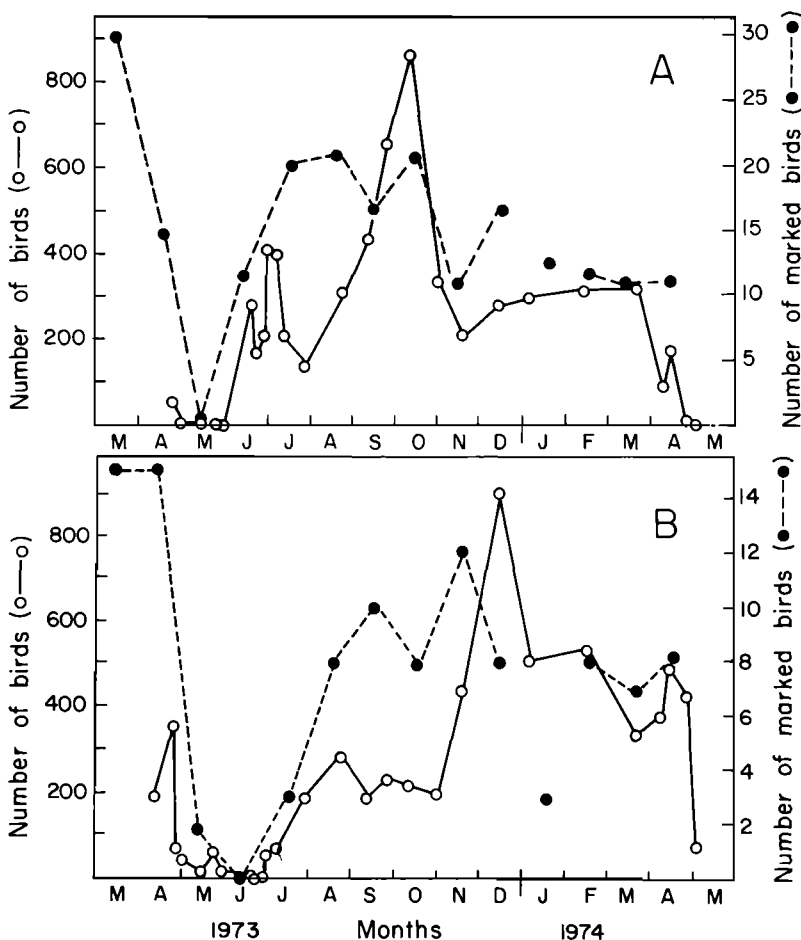 A
Number of birds (o—o)
800
600
400
200
Number of marked birds (●----●)
30
25
20
15
10
5
M A M J J A S O N D J F M A M
B
Number of birds (o—o)
800
600
400
200
Number of marked birds (●----●)
14
12
10
8
6
4
2
M A M J J A S O N D J F M A M
1973 Months 1974